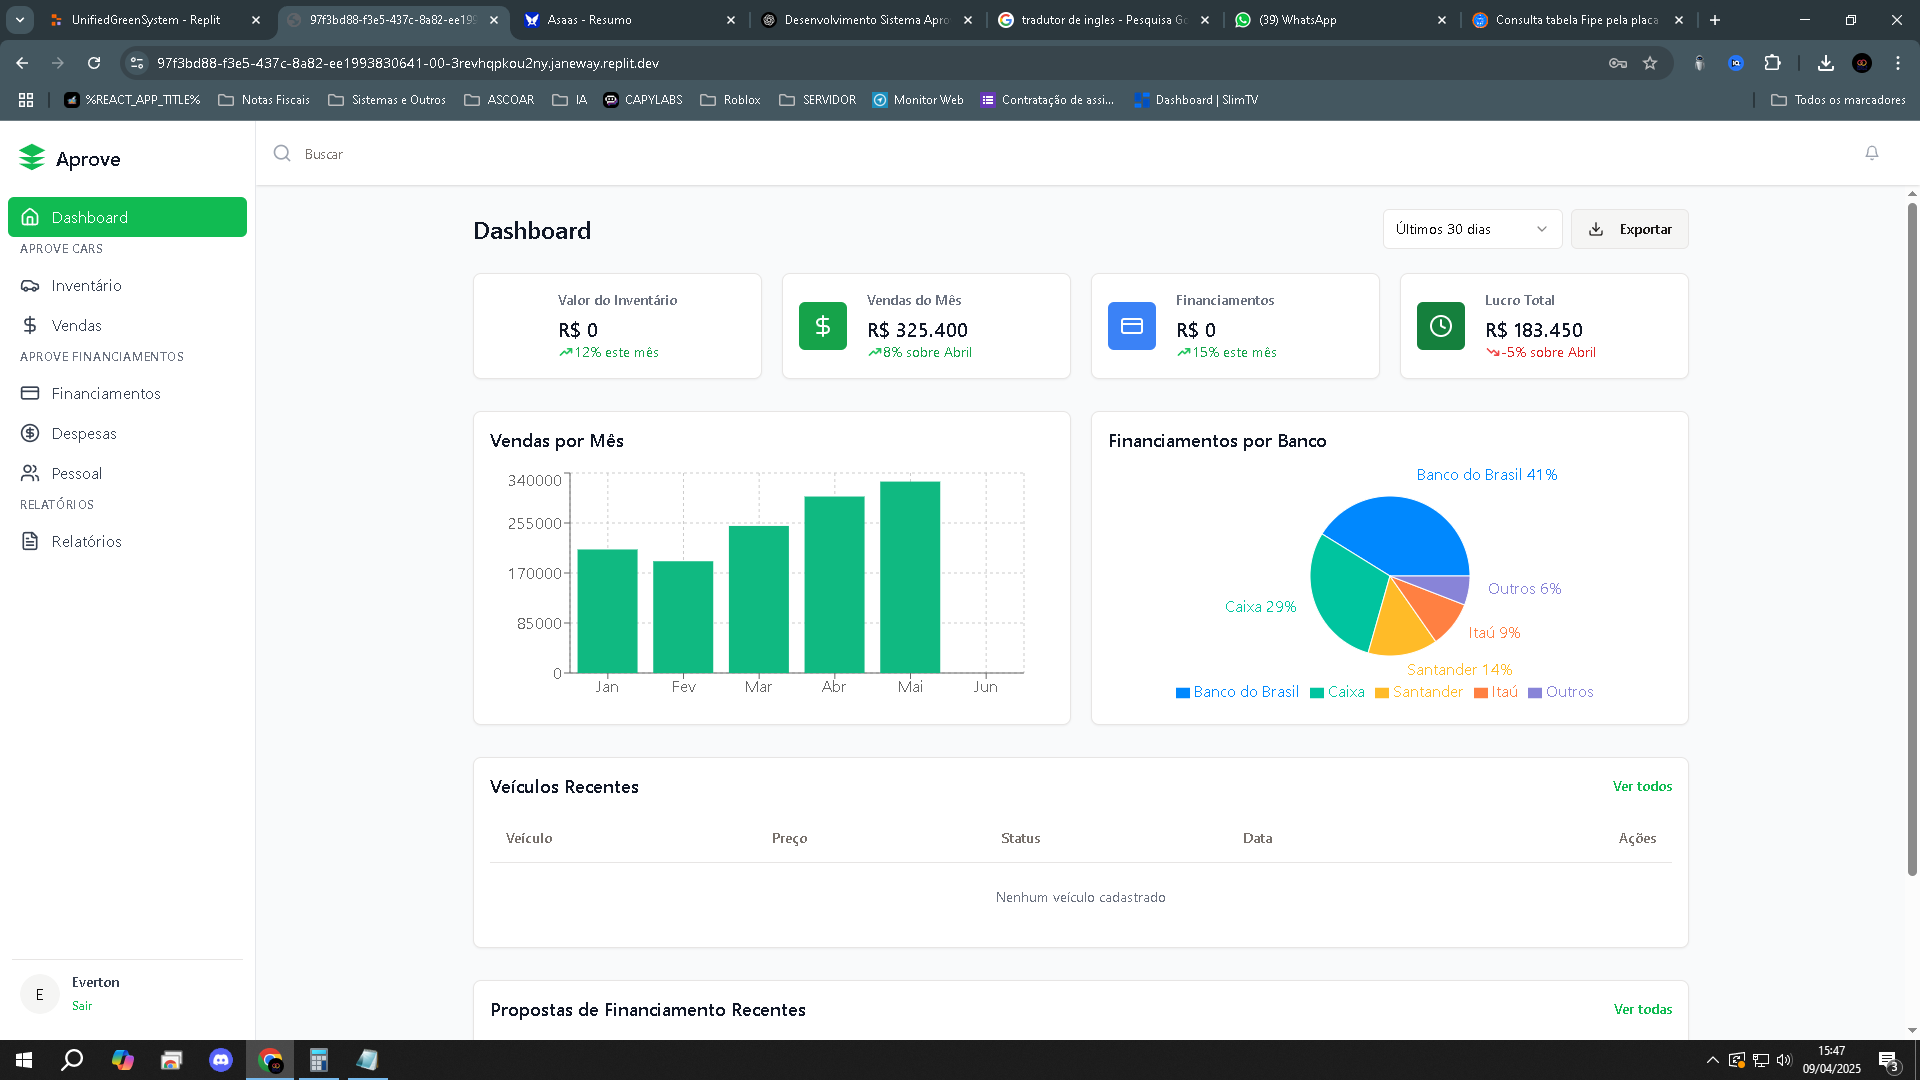 UnifiedGreenSystem - Replit
97f3bd88-f3e5-437c-8a82-ee199
Asaas - Resumo
Desenvolvimento Sistema Apro
tradutor de ingles - Pesquisa Go
(39) WhatsApp
Consulta tabela Fipe pela placa
97f3bd88-f3e5-437c-8a82-ee1993830641-00-3revhqpkou2ny.janeway.replit.dev
%REACT_APP_TITLE%
Notas Fiscais
Sistemas e Outros
ASCOAR
IA
CAPYLABS
Roblox
SERVIDOR
Monitor Web
Contratação de assi...
Dashboard | SlimTV
Todos os marcadores
Aprove
Buscar
Dashboard
APROVE CARS
Inventário
Vendas
APROVE FINANCIAMENTOS
Financiamentos
Despesas
Pessoal
RELATÓRIOS
Relatórios
Everton
E
Sair
Dashboard
Últimos 30 dias
Exportar
Valor do Inventário
R$ 0
12% este mês
Vendas do Mês
R$ 325.400
8% sobre Abril
Financiamentos
R$ 0
15% este mês
Lucro Total
R$ 183.450
-5% sobre Abril
Vendas por Mês
340000
255000
170000
85000
0
Jan Fev Mar Abr Mai Jun
Financiamentos por Banco
Banco do Brasil 41%
Outros 6%
Caixa 29%
Itaú 9%
Santander 14%
Banco do Brasil Caixa Santander Itaú Outros
Veículos Recentes
Ver todos
Veículo Preço Status Data Ações
Nenhum veículo cadastrado
Propostas de Financiamento Recentes
Ver todas
15:47
09/04/2025
3